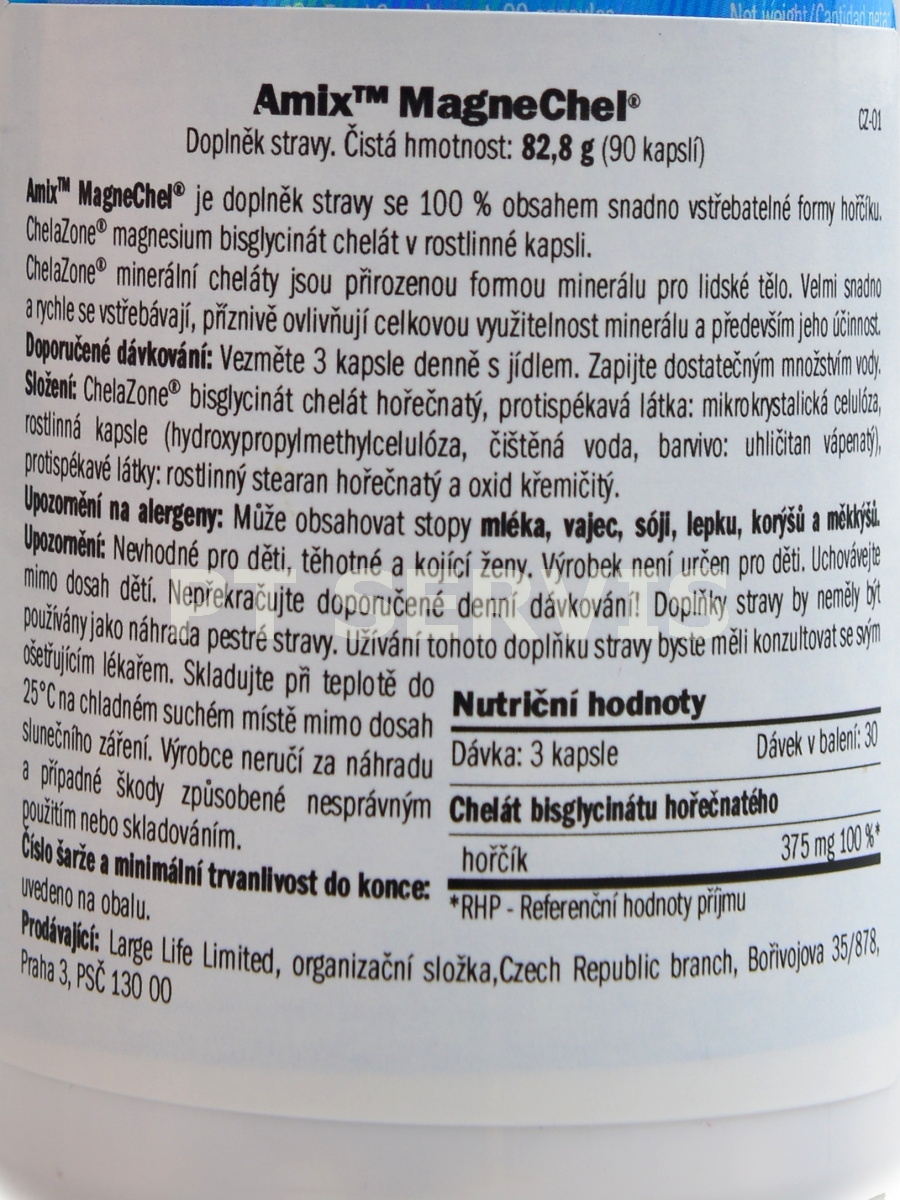 90 capsules
Net weight/Cantidad neta:
Amix™ MagneChel®
CZ-01
Doplněk stravy. Čistá hmotnost: 82,8 g (90 kapslí)
Amix™ MagneChel® je doplněk stravy se 100 % obsahem snadno vstřebatelné formy hořčíku.
ChelaZone® magnesium bisglycinát chelát v rostlinné kapsli.
ChelaZone® minerální cheláty jsou přirozenou formou minerálu pro lidské tělo. Velmi snadno
a rychle se vstřebávají, příznivě ovlivňují celkovou využitelnost minerálu a především jeho účinnost.
Doporučené dávkování: Vezměte 3 kapsle denně s jídlem. Zapijte dostatečným množstvím vody.
Složení: ChelaZone® bisglycinát chelát hořečnatý, protispékavá látka: mikrokrystalická celulóza,
rostlinná kapsle (hydroxypropylmethylcelulóza, čištěná voda, barvivo: uhličitan vápenatý),
protispékavé látky: rostlinný stearan hořečnatý a oxid křemičitý.
Upozornění na alergeny: Může obsahovat stopy mléka, vajec, sóji, lepku, korýšů a měkkýšů.
Upozornění: Nevhodné pro děti, těhotné a kojící ženy. Výrobek není určen pro děti. Uchovávejte
mimo dosah dětí. Nepřekračujte doporučené denní dávkování! Doplňky stravy by neměly být
používány jako náhrada pestré stravy. Užívání tohoto doplňku stravy byste měli konzultovat se svým
ošetřujícím lékařem. Skladujte při teplotě do
25°C na chladném suchém místě mimo dosah
slunečního záření. Výrobce neručí za náhradu
a případné škody způsobené nesprávným
použitím nebo skladováním.
Číslo šarže a minimální trvanlivost do konce:
uvedeno na obalu.
Nutriční hodnoty
Dávka: 3 kapsle Dávek v balení: 30
Chelát bisglycinátu hořečnatého
hořčík 375 mg 100 %*
*RHP - Referenční hodnoty příjmu
Prodávající: Large Life Limited, organizační složka,Czech Republic branch, Bořivojova 35/878,
Praha 3, PSČ 130 00
PT SERVIS